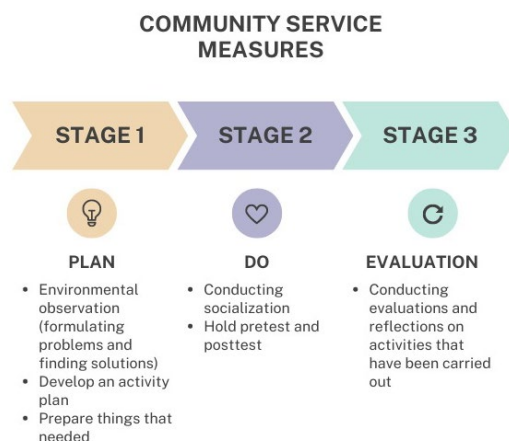 COMMUNITY SERVICE
MEASURES
STAGE 1
STAGE 2
STAGE 3
PLAN
• Environmental
observation
(formulating
problems and
finding solutions)
• Develop an activity
plan
• Prepare things that
needed
DO
• Conducting
socialization
• Hold pretest and
posttest
EVALUATION
• Conducting
evaluations and
reflections on
activities that
have been carried
out